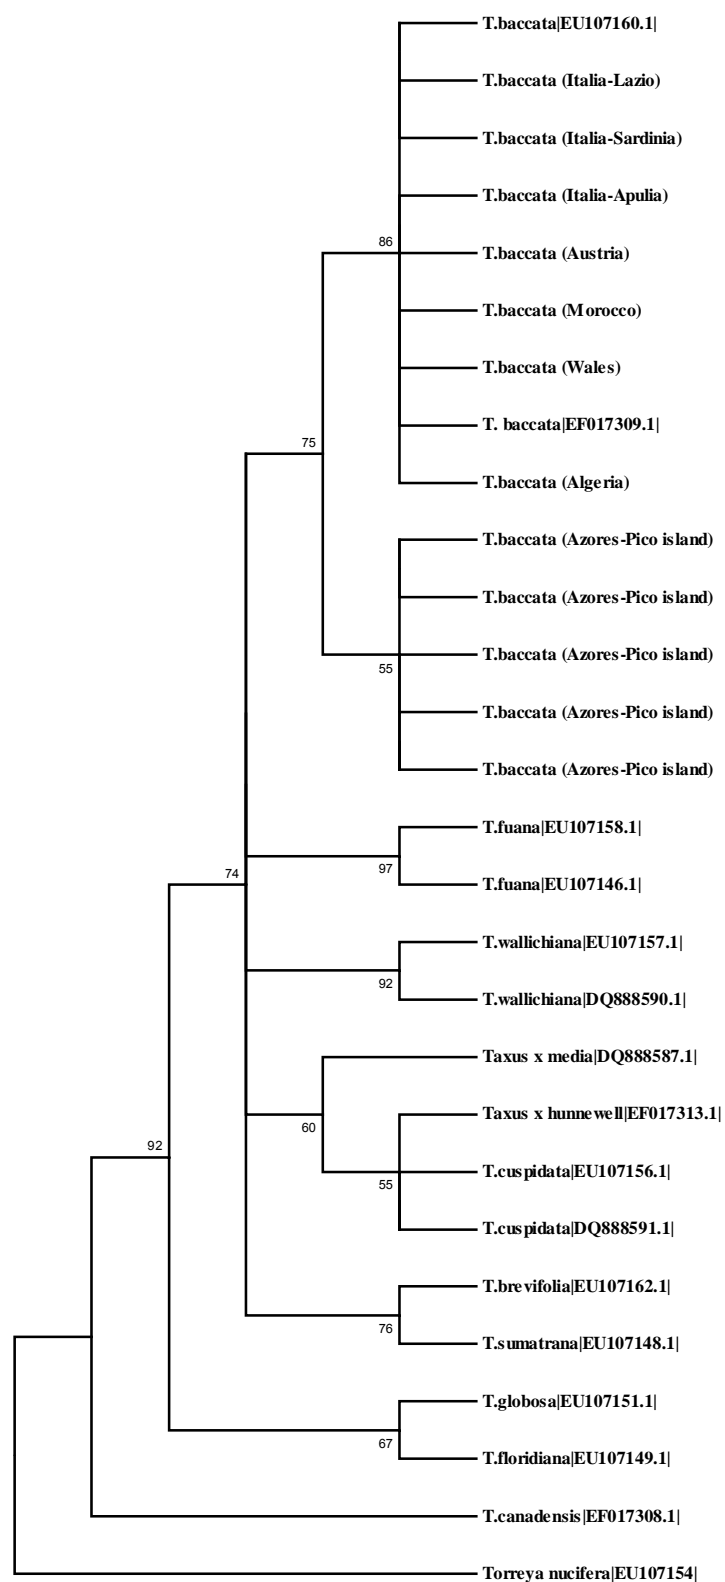 T.baccata|EU107160.1|
T.baccata (Italia-Lazio)
T.baccata (Italia-Sardinia)
T.baccata (Italia-Apulia)
86
T.baccata (Austria)
T.baccata (Morocco)
T.baccata (Wales)
T. baccata|EF017309.1|
75
T.baccata (Algeria)
T.baccata (Azores-Pico island)
T.baccata (Azores-Pico island)
T.baccata (Azores-Pico island)
55
T.baccata (Azores-Pico island)
T.baccata (Azores-Pico island)
T.fuana|EU107158.1|
97
74
T.fuana|EU107146.1|
T.wallichiana|EU107157.1|
92
T.wallichiana|DQ888590.1|
Taxus x media|DQ888587.1|
Taxus x hunnewell|EF017313.1|
60
92
T.cuspidata|EU107156.1|
55
T.cuspidata|DQ888591.1|
T.brevifolia|EU107162.1|
76
T.sumatrana|EU107148.1|
T.globosa|EU107151.1|
67
T.floridiana|EU107149.1|
T.canadensis|EF017308.1|
Torreya nucifera|EU107154|